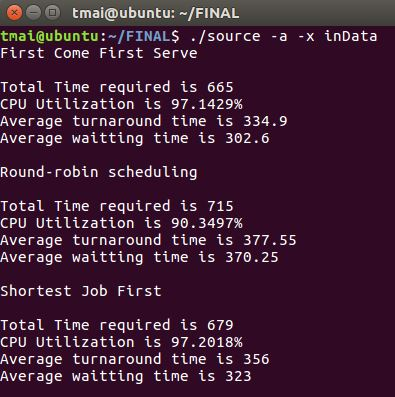 tmai@ubuntu: ~/FINAL
tmai@ubuntu:~/FINAL$ ./source -a -x inData
First Come First Serve
Total Time required is 665
CPU Utilization is 97.1429%
Average turnaround time is 334.9
Average waitting time is 302.6
Round-robin scheduling
Total Time required is 715
CPU Utilization is 90.3497%
Average turnaround time is 377.55
Average waitting time is 370.25
Shortest Job First
Total Time required is 679
CPU Utilization is 97.2018%
Average turnaround time is 356
Average waitting time is 323